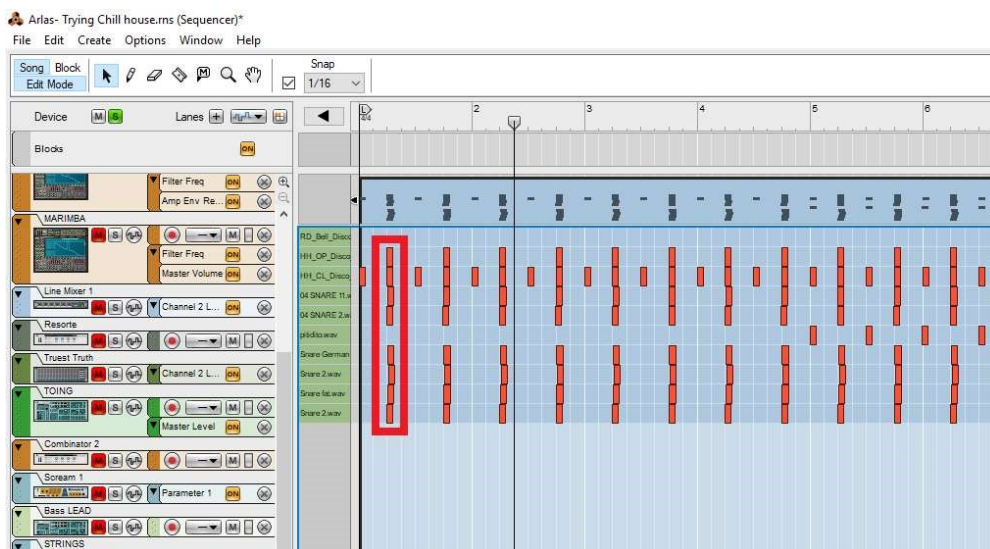 Arlas- Trying Chill house.rns (Sequencer)*
File Edit Create Options Window Help
Song Block
Edit Mode
Snap
1/16
Device M S Lanes
4/4
2 3 4 5 6
Blocks ON
Filter Freq ON
Amp Env Re... ON
MARIMBA
M S M
Filter Freq ON
Master Volume ON
Line Mixer 1
M S Channel 2 L... ON
Resorte
M S M
Truest Truth
M S Channel 2 L... ON
TOING
M S M
Master Level ON
Combinator 2
M S M
Scream 1
M S Parameter 1 ON
Bass LEAD
M S M
STRINGS
RD_Bell_Disco
HH_OP_Disco
HH_CL_Disco
04 SNARE 11.w
04 SNARE 2.w
pitidito.wav
Snare German
Snare 2.wav
Snare fat.wav
Snare 2.wav